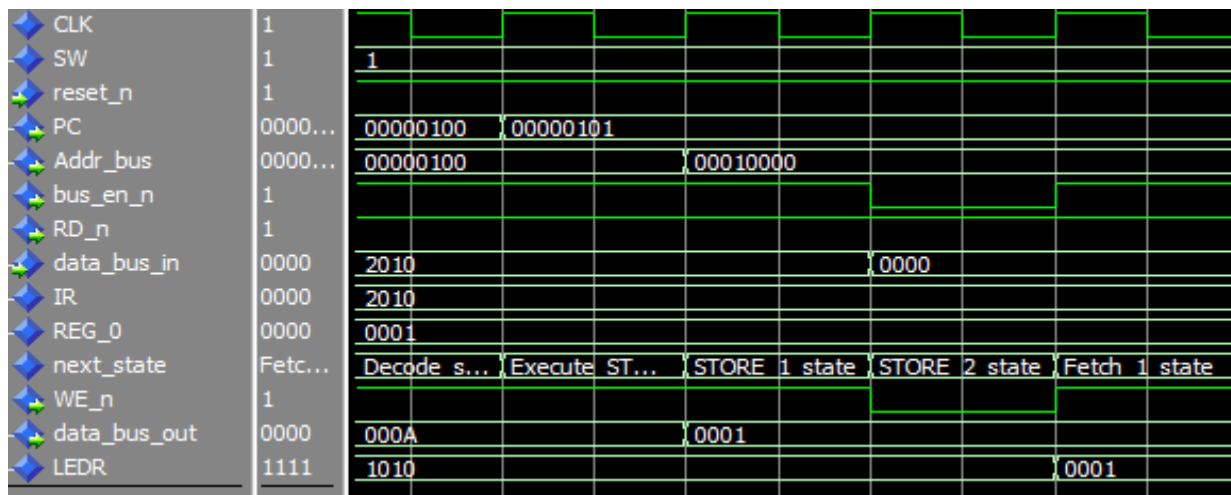 CLK 1
SW 1 1
reset_n 1
PC 0000... 00000100 00000101
Addr_bus 0000... 00000100 00010000
bus_en_n 1
RD_n 1
data_bus_in 0000 2010 0000
IR 0000 2010
REG_0 0000 0001
next_state Fetc... Decode s... Execute ST... STORE 1 state STORE 2 state Fetch 1 state
WE_n 1
data_bus_out 0000 000A 0001
LEDR 1111 1010 0001